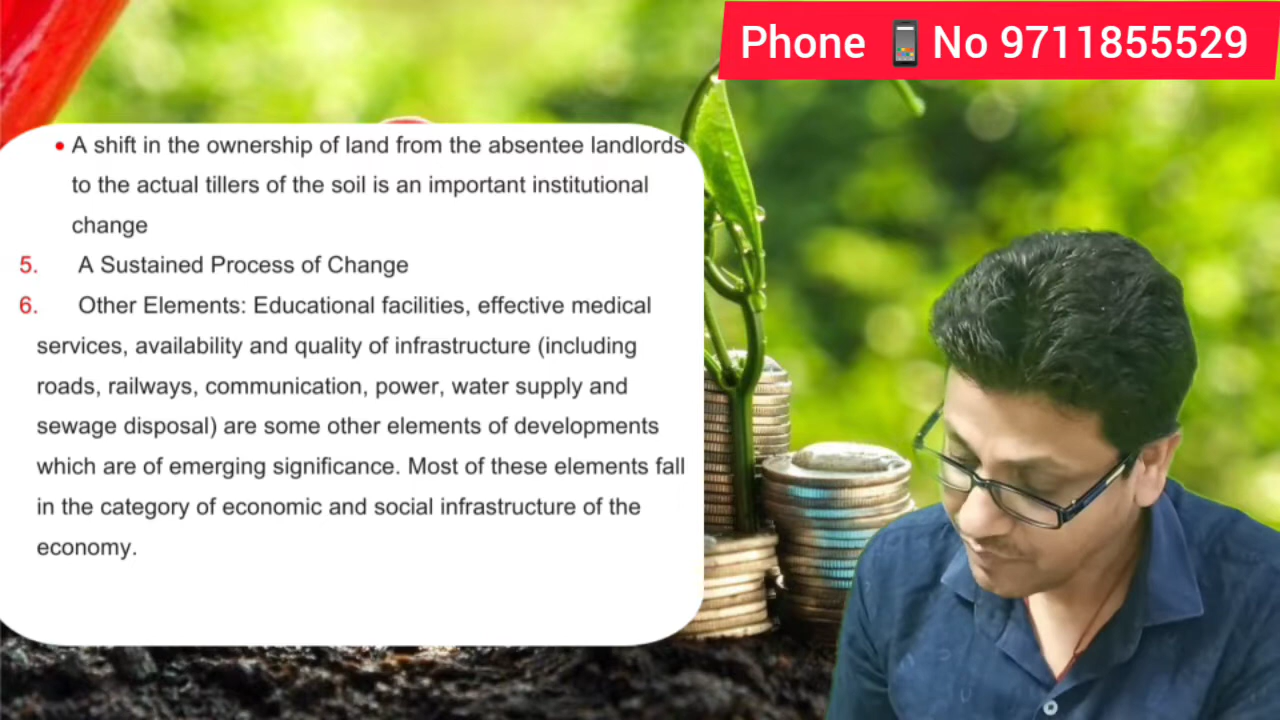 Phone No 9711855529
• A shift in the ownership of land from the absentee landlords
to the actual tillers of the soil is an important institutional
change
5. A Sustained Process of Change
6. Other Elements: Educational facilities, effective medical
services, availability and quality of infrastructure (including
roads, railways, communication, power, water supply and
sewage disposal) are some other elements of developments
which are of emerging significance. Most of these elements fall
in the category of economic and social infrastructure of the
economy.